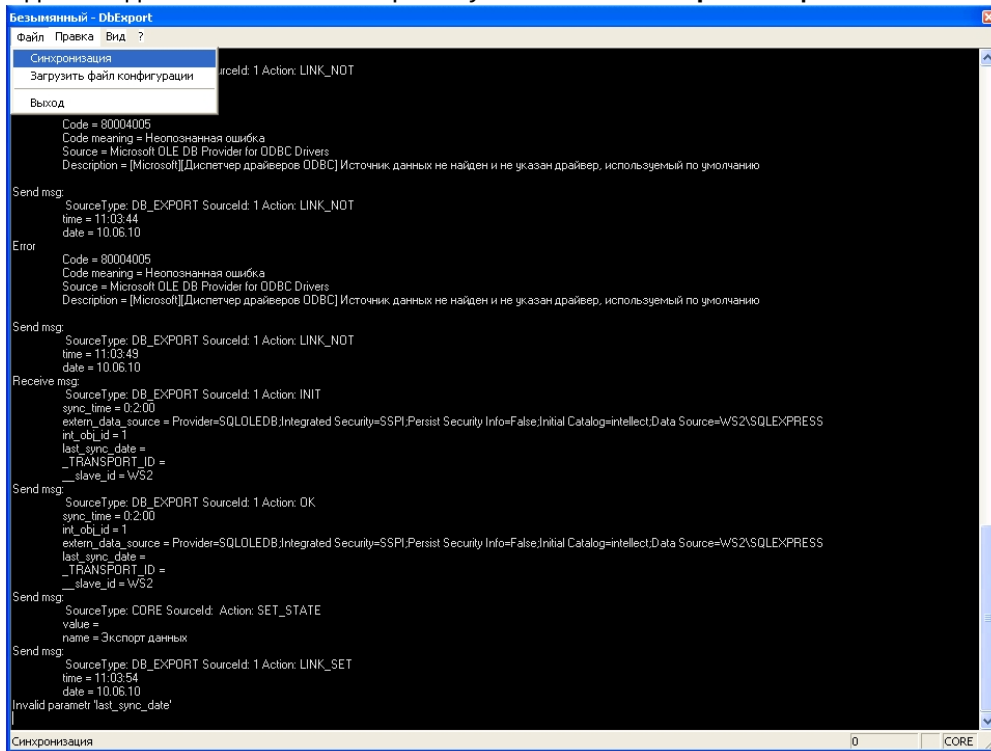 Безымянный - DbExport
Файл Правка Вид ?
Синхронизация
Загрузить файл конфигурации
Выход
rceId: 1 Action: LINK_NOT
Code = 80004005
Code meaning = Неопознанная ошибка
Source = Microsoft OLE DB Provider for ODBC Drivers
Description = [Microsoft][Диспетчер драйверов ODBC] Источник данных не найден и не указан драйвер, используемый по умолчанию
Send msg:
SourceType: DB_EXPORT SourceId: 1 Action: LINK_NOT
time = 11:03:44
date = 10.06.10
Error
Code = 80004005
Code meaning = Неопознанная ошибка
Source = Microsoft OLE DB Provider for ODBC Drivers
Description = [Microsoft][Диспетчер драйверов ODBC] Источник данных не найден и не указан драйвер, используемый по умолчанию
Send msg:
SourceType: DB_EXPORT SourceId: 1 Action: LINK_NOT
time = 11:03:49
date = 10.06.10
Receive msg:
SourceType: DB_EXPORT SourceId: 1 Action: INIT
sync_time = 0:2:00
extern_data_source = Provider=SQLOLEDB;Integrated Security=SSPI;Persist Security Info=False;Initial Catalog=intellect;Data Source=WS2\SQLEXPRESS
int_obj_id = 1
last_sync_date =
_TRANSPORT_ID =
__slave_id = WS2
Send msg:
SourceType: DB_EXPORT SourceId: 1 Action: OK
sync_time = 0:2:00
int_obj_id = 1
extern_data_source = Provider=SQLOLEDB;Integrated Security=SSPI;Persist Security Info=False;Initial Catalog=intellect;Data Source=WS2\SQLEXPRESS
last_sync_date =
_TRANSPORT_ID =
__slave_id = WS2
Send msg:
SourceType: CORE SourceId: Action: SET_STATE
value =
name = Экспорт данных
Send msg:
SourceType: DB_EXPORT SourceId: 1 Action: LINK_SET
time = 11:03:54
date = 10.06.10
Invalid parametr 'last_sync_date'
Синхронизация 0 CORE